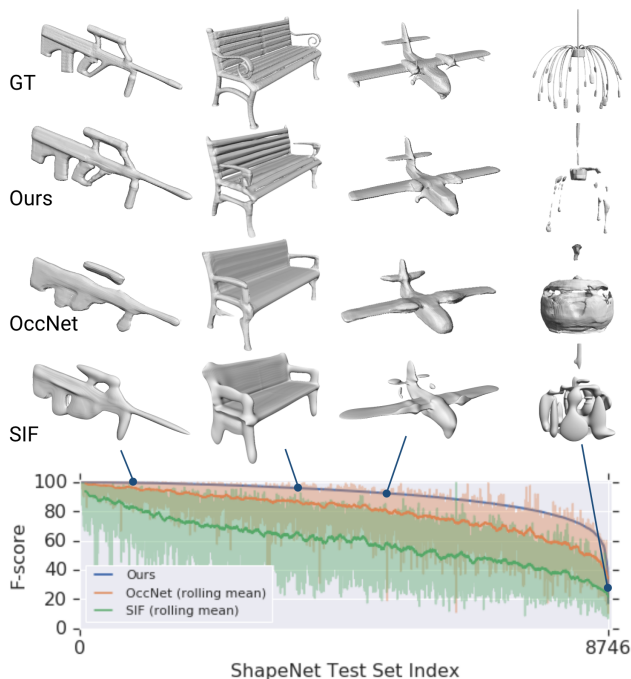 GT
Ours
OccNet
SIF
100
80
60
40
20
0
F-score
Ours
OccNet (rolling mean)
SIF (rolling mean)
0
8746
ShapeNet Test Set Index